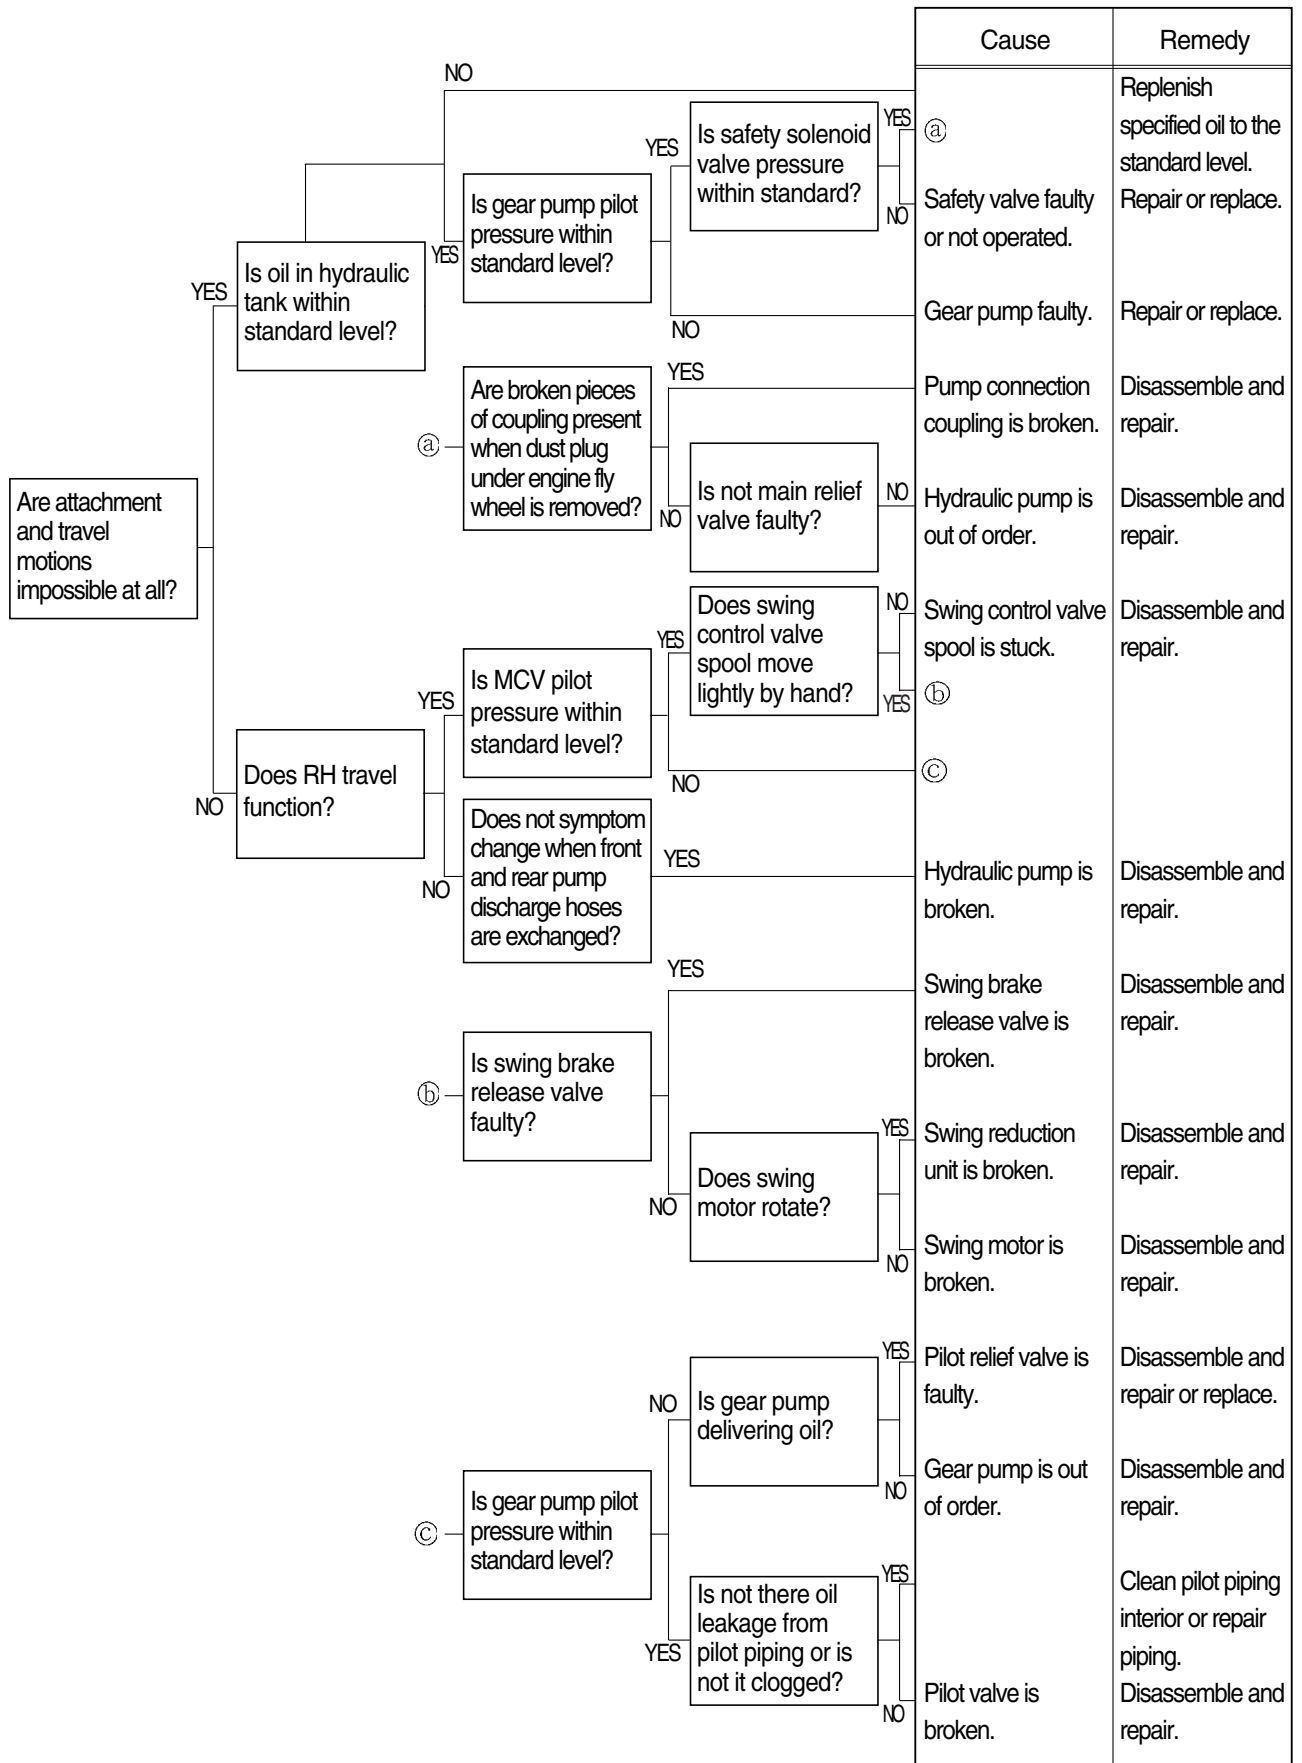 Cause
Remedy
NO
Replenish
specified oil to the
standard level.
YES
Is safety solenoid
valve pressure
within standard?
YES
ⓐ
NO
Safety valve faulty
or not operated.
Repair or replace.
Is gear pump pilot
pressure within
standard level?
YES
YES
Is oil in hydraulic
tank within
standard level?
NO
Gear pump faulty.
Repair or replace.
ⓐ
Are broken pieces
of coupling present
when dust plug
under engine fly
wheel is removed?
YES
Pump connection
coupling is broken.
Disassemble and
repair.
NO
Is not main relief
valve faulty?
NO
Hydraulic pump is
out of order.
Disassemble and
repair.
Are attachment
and travel
motions
impossible at all?
NO
Does RH travel
function?
YES
Is MCV pilot
pressure within
standard level?
YES
Does swing
control valve
spool move
lightly by hand?
NO
Swing control valve
spool is stuck.
Disassemble and
repair.
YES
ⓑ
NO
ⓒ
NO
Does not symptom
change when front
and rear pump
discharge hoses
are exchanged?
YES
Hydraulic pump is
broken.
Disassemble and
repair.
ⓑ
Is swing brake
release valve
faulty?
YES
Swing brake
release valve is
broken.
Disassemble and
repair.
NO
Does swing
motor rotate?
YES
Swing reduction
unit is broken.
Disassemble and
repair.
NO
Swing motor is
broken.
Disassemble and
repair.
ⓒ
Is gear pump pilot
pressure within
standard level?
NO
Is gear pump
delivering oil?
YES
Pilot relief valve is
faulty.
Disassemble and
repair or replace.
NO
Gear pump is out
of order.
Disassemble and
repair.
YES
Is not there oil
leakage from
pilot piping or is
not it clogged?
YES
Clean pilot piping
interior or repair
piping.
NO
Pilot valve is
broken.
Disassemble and
repair.